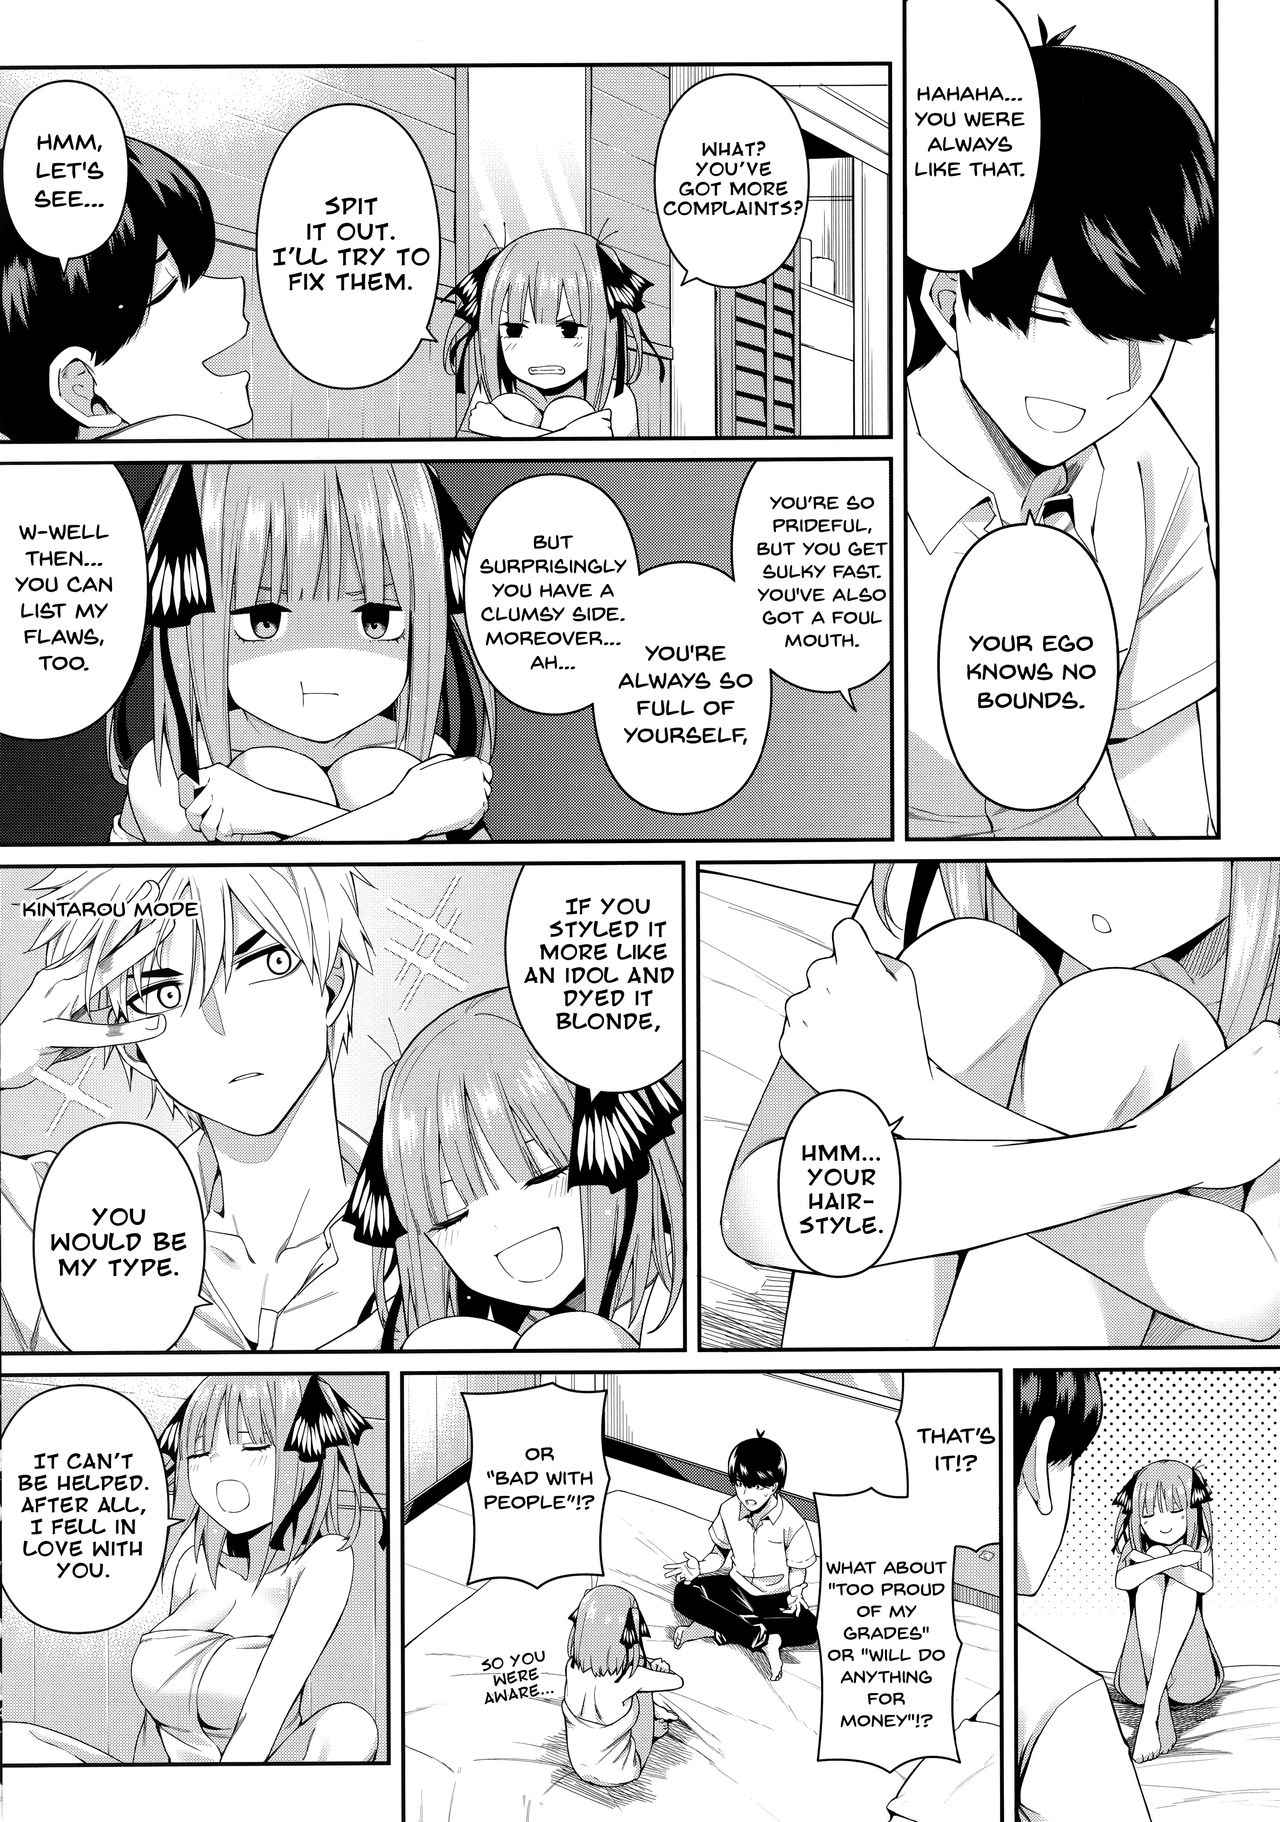 HAHAHA...
YOU WERE
ALWAYS
LIKE THAT.
YOUR EGO
KNOWS NO
BOUNDS.
WHAT?
YOU'VE
GOT MORE
COMPLAINTS?
SPIT
IT OUT.
I'LL TRY TO
FIX THEM.
HMM,
LET'S
SEE...
YOU'RE SO
PRIDEFUL,
BUT YOU GET
SULKY FAST.
YOU'VE ALSO
GOT A FOUL
MOUTH.
YOU'RE
ALWAYS SO
FULL OF
YOURSELF,
BUT
SURPRISINGLY
YOU HAVE A
CLUMSY SIDE.
MOREOVER...
AH...
W-WELL
THEN...
YOU CAN
LIST MY
FLAWS,
TOO.
HMM...
YOUR
HAIR-
STYLE.
IF YOU
STYLED IT
MORE LIKE
AN IDOL AND
DYED IT
BLONDE,
KINTAROU MODE
YOU
WOULD BE
MY TYPE.
THAT'S
IT!?
WHAT ABOUT
"TOO PROUD
OF MY
GRADES"
OR "WILL DO
ANYTHING
FOR
MONEY"!?
OR
"BAD WITH
PEOPLE"!?
SO YOU
WERE
AWARE...
IT CAN'T
BE HELPED.
AFTER ALL,
I FELL IN
LOVE WITH
YOU.